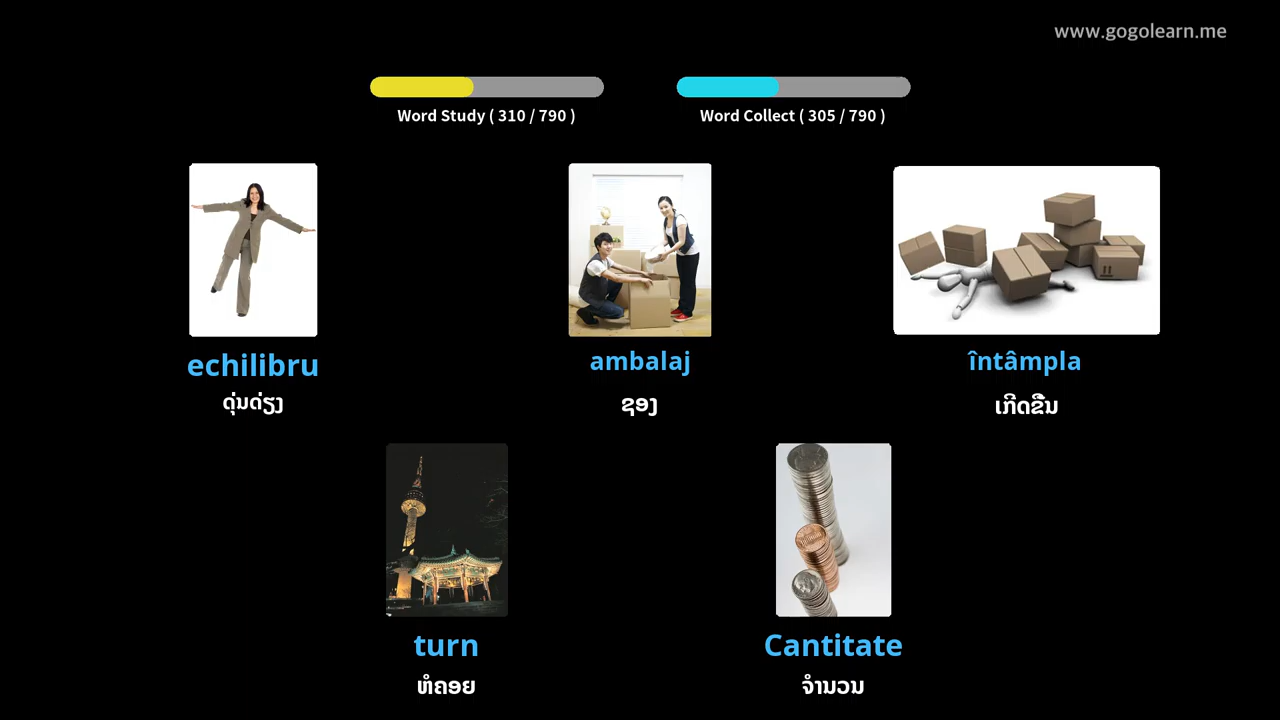 www.gogolearn.me
Word Study ( 310 / 790 )
Word Collect ( 305 / 790 )
echilibru
ດຸ່ນດ່ຽງ
ambalaj
ຊອງ
întâmpla
ເກີດຂຶ້ນ
turn
ຫໍຄອຍ
Cantitate
ຈໍານວນ